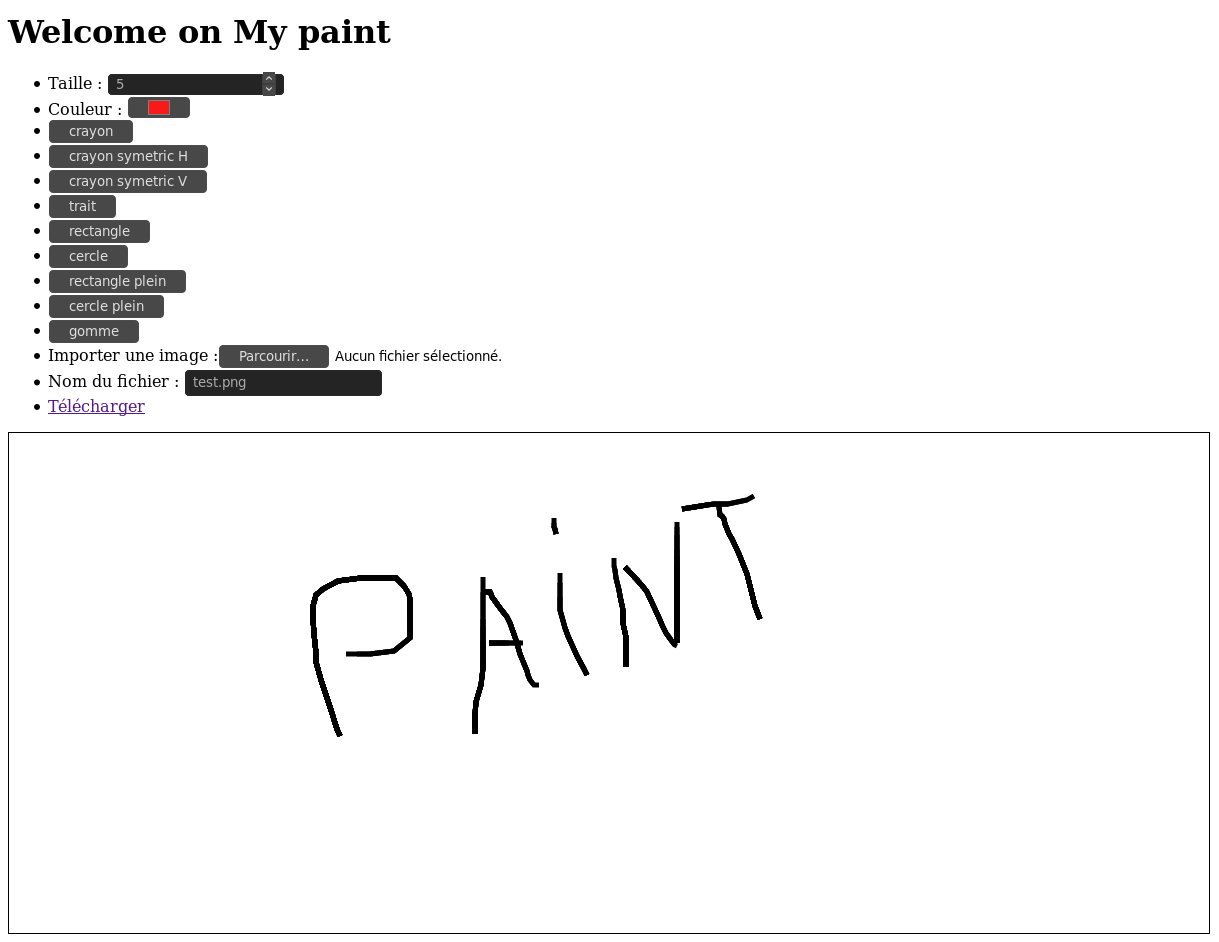 Welcome on My paint
Taille : 5
Couleur :
crayon
crayon symetric H
crayon symetric V
trait
rectangle
cercle
rectangle plein
cercle plein
gomme
Importer une image : Parcourir... Aucun fichier sélectionné.
Nom du fichier : test.png
Télécharger
PAiNT